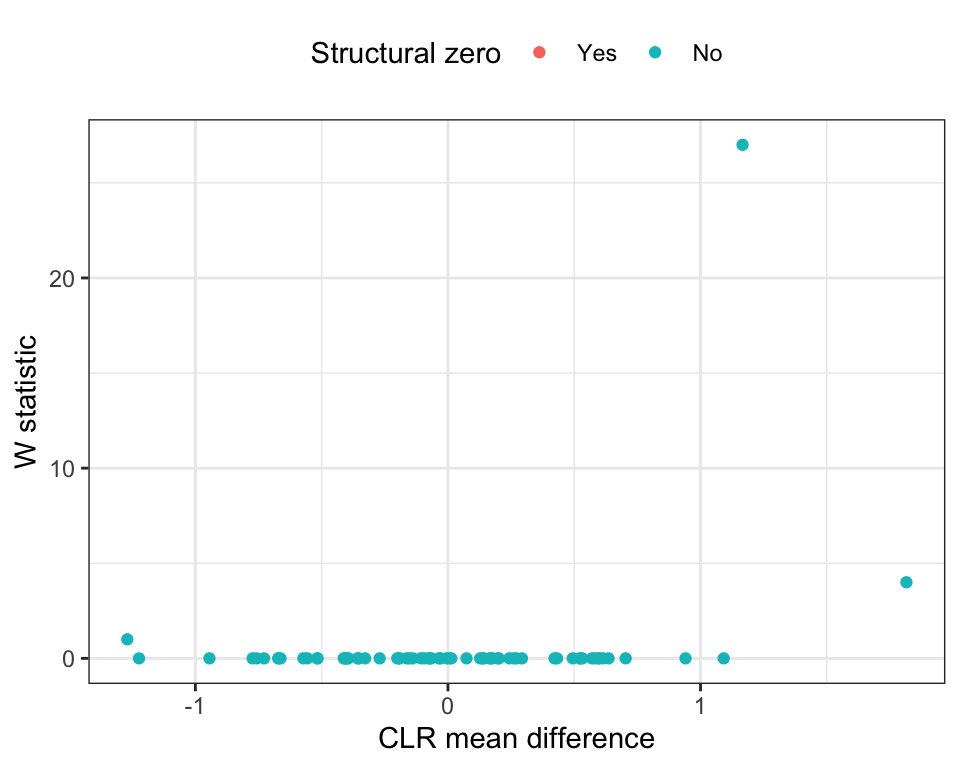 Structural zero Yes No
W statistic
20
10
0
-1 0 1
CLR mean difference